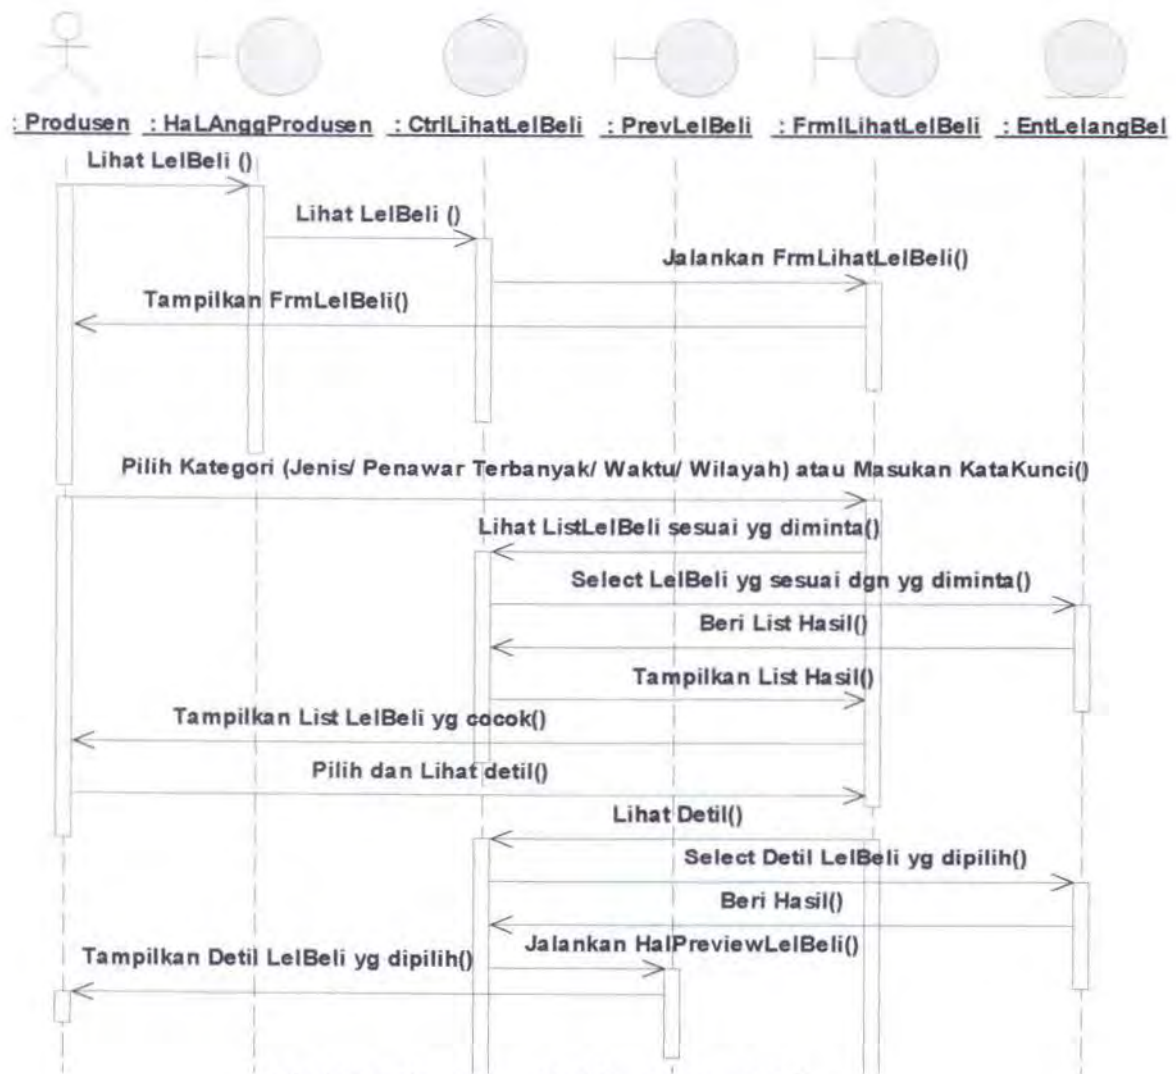 : Produsen : HaLAnggProdusen : CtrlLihatLelBeli : PrevLelBeli : FrmlLihatLelBeli : EntLelangBel
Lihat LelBeli ()
Lihat LelBeli ()
Jalankan FrmLihatLelBeli()
Tampilkan FrmLelBeli()
Pilih Kategori (Jenis/ Penawar Terbanyak/ Waktu/ Wilayah) atau Masukan KataKunci()
Lihat ListLelBeli sesuai yg diminta()
Select LelBeli yg sesuai dgn yg diminta()
Beri List Hasil()
Tampilkan List Hasil()
Tampilkan List LelBeli yg cocok()
Pilih dan Lihat detil()
Lihat Detil()
Select Detil LelBeli yg dipilih()
Beri Hasil()
Jalankan HalPreviewLelBeli()
Tampilkan Detil LelBeli yg dipilih()